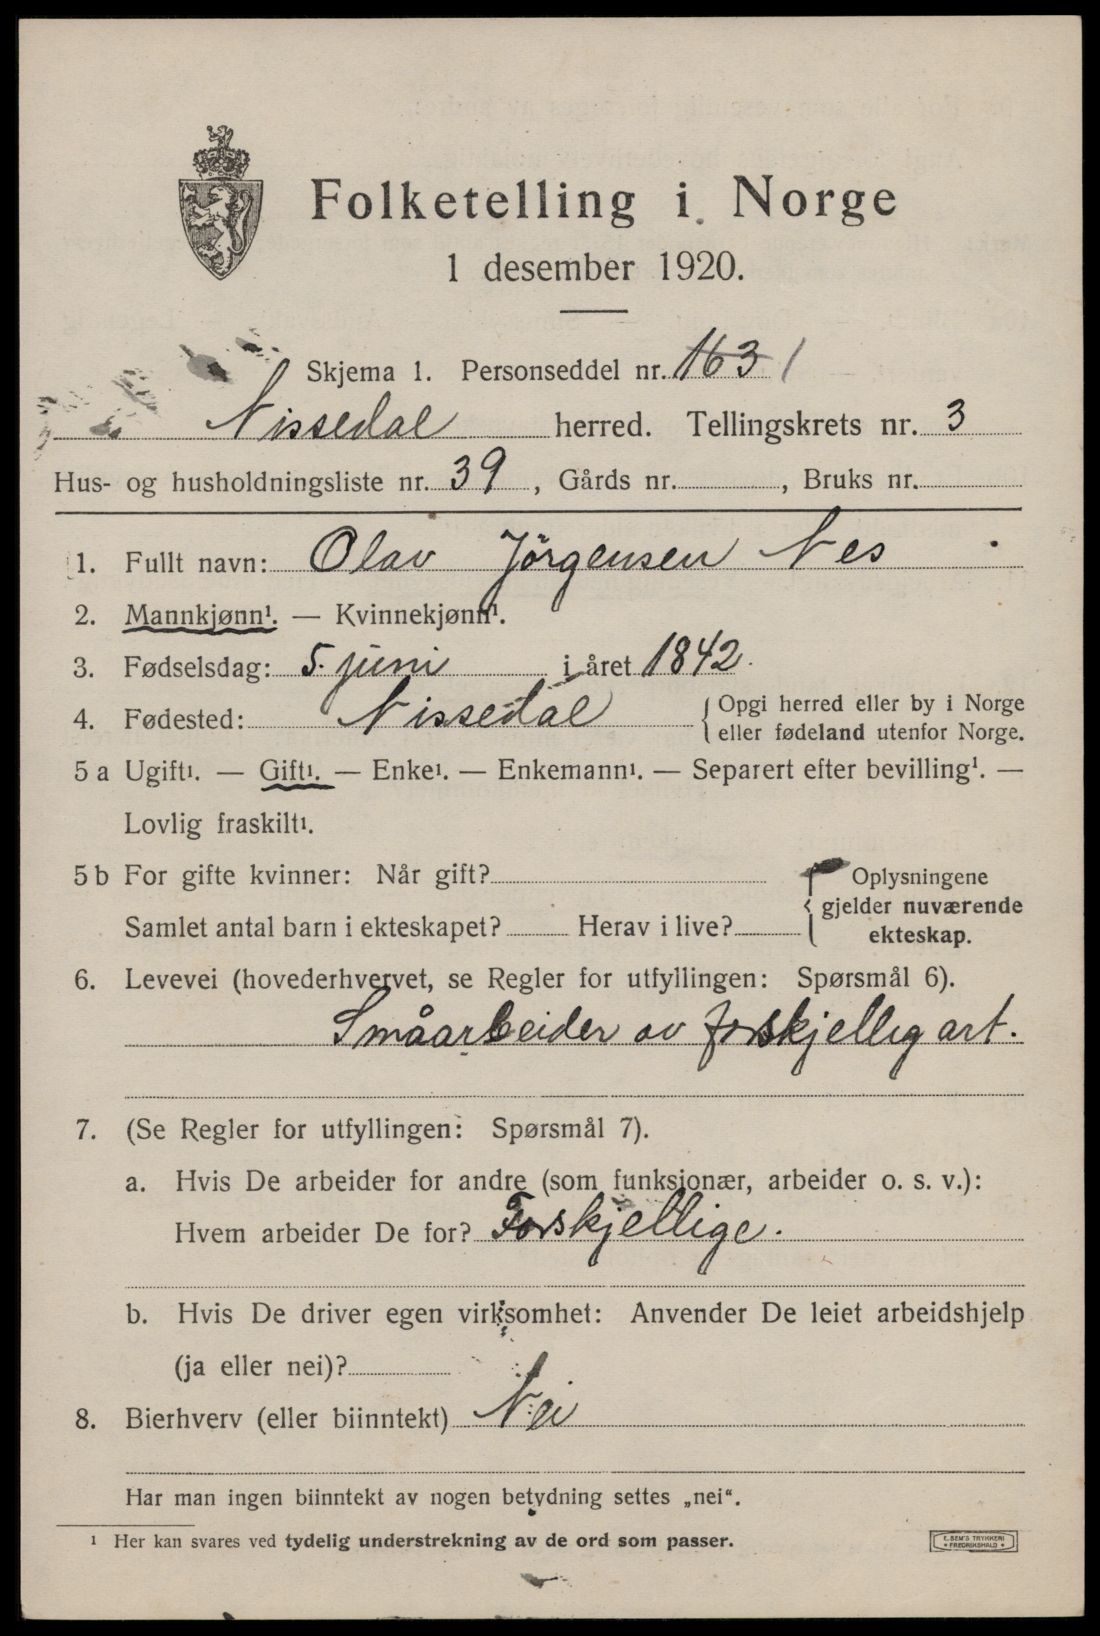 Folketelling i Norge
1 desember 1920.
Skjema 1. Personseddel nr. 163 1
Nissedal herred. Tellingskrets nr. 3
Hus- og husholdningsliste nr. 39, Gårds nr. , Bruks nr.
1. Fullt navn: Olav Jörgensen Nes
2. Mannkjønn¹. — Kvinnekjønn¹.
3. Fødselsdag: 5. juni i året 1842.
4. Fødested: Nissedal { Opgi herred eller by i Norge
eller fødeland utenfor Norge.
5 a Ugift¹. — Gift¹. — Enke¹. — Enkemann¹. — Separert efter bevilling¹. —
Lovlig fraskilt¹.
5 b For gifte kvinner: Når gift? { Oplysningene
gjelder nuværende
Samlet antal barn i ekteskapet? Herav i live? ekteskap.
6. Levevei (hovederhvervet, se Regler for utfyllingen: Spørsmål 6).
Småarbeider av forskjellig art.
7. (Se Regler for utfyllingen: Spørsmål 7).
a. Hvis De arbeider for andre (som funksjonær, arbeider o. s. v.):
Hvem arbeider De for? Forskjellige.
b. Hvis De driver egen virksomhet: Anvender De leiet arbeidshjelp
(ja eller nei)?
8. Bierhverv (eller biinntekt) Nei
Har man ingen biinntekt av nogen betydning settes „nei“.
¹ Her kan svares ved tydelig understrekning av de ord som passer.
E. SEM'S TRYKKERI
• FREDRIKSHALD •